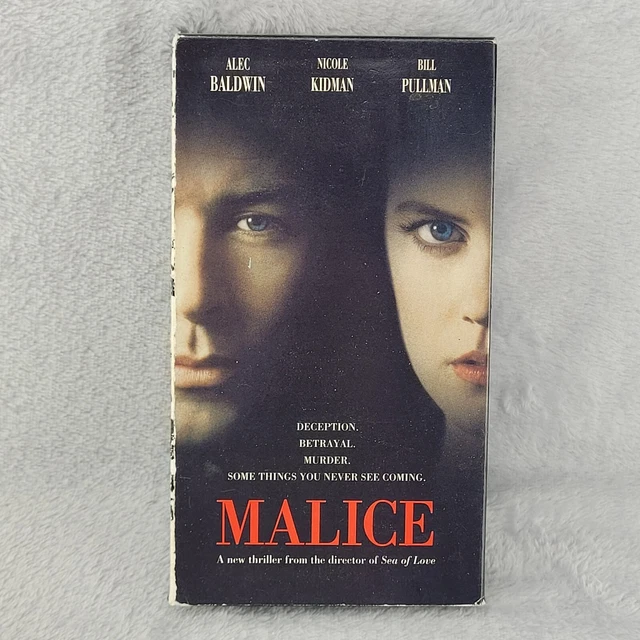 ALEC
BALDWIN
NICOLE
KIDMAN
BILL
PULLMAN
DECEPTION.
BETRAYAL.
MURDER.
SOME THINGS YOU NEVER SEE COMING.
MALICE
A new thriller from the director of Sea of Love